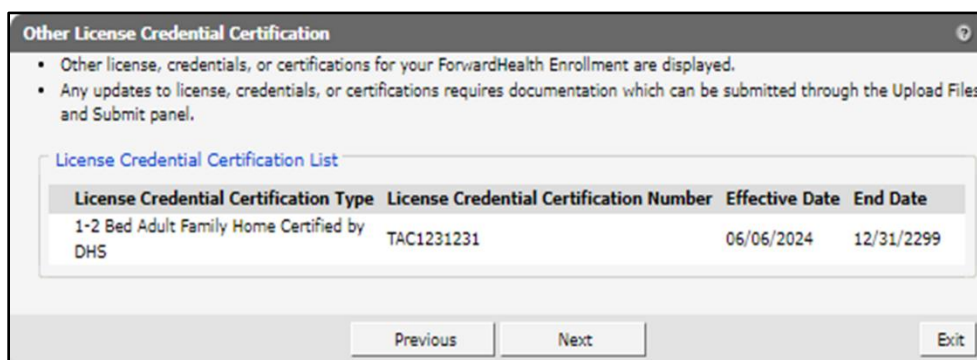 Other License Credential Certification ?
• Other license, credentials, or certifications for your ForwardHealth Enrollment are displayed.
• Any updates to license, credentials, or certifications requires documentation which can be submitted through the Upload Files
and Submit panel.
License Credential Certification List
License Credential Certification Type License Credential Certification Number Effective Date End Date
1-2 Bed Adult Family Home Certified by
DHS TAC1231231 06/06/2024 12/31/2299
Previous Next Exit